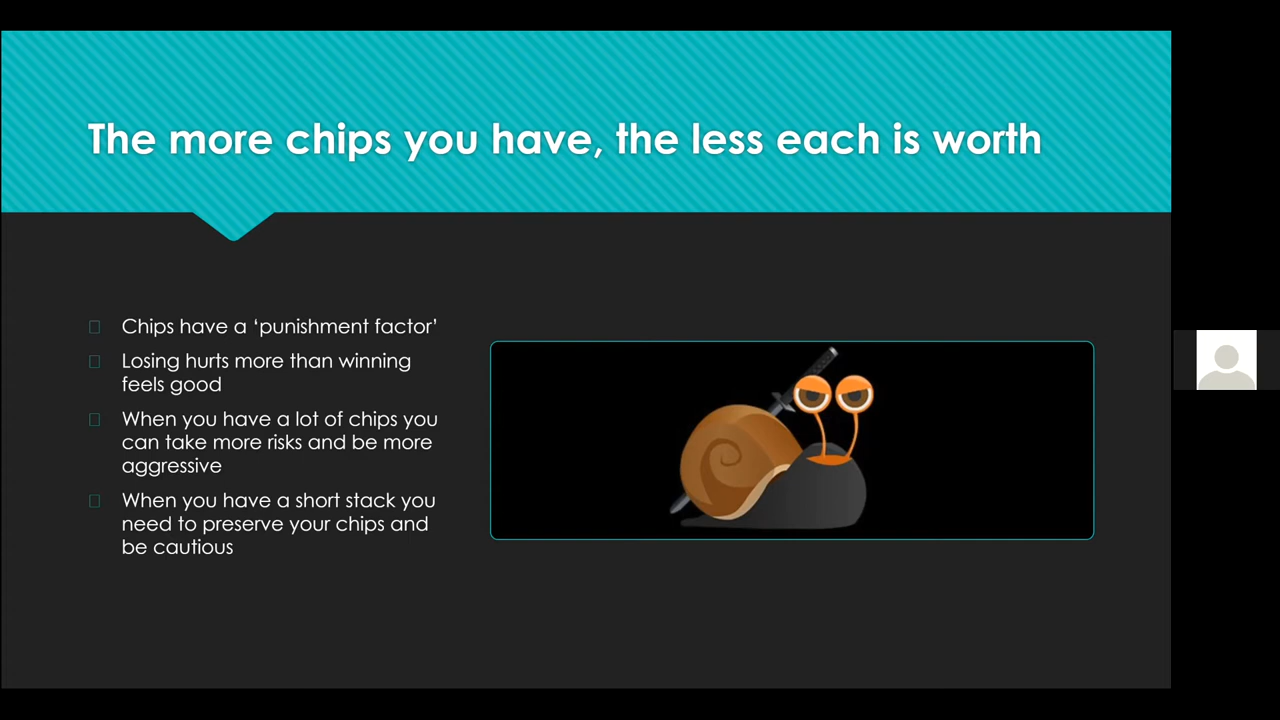 The more chips you have, the less each is worth
Chips have a ‘punishment factor’
Losing hurts more than winning
feels good
When you have a lot of chips you
can take more risks and be more
aggressive
When you have a short stack you
need to preserve your chips and
be cautious